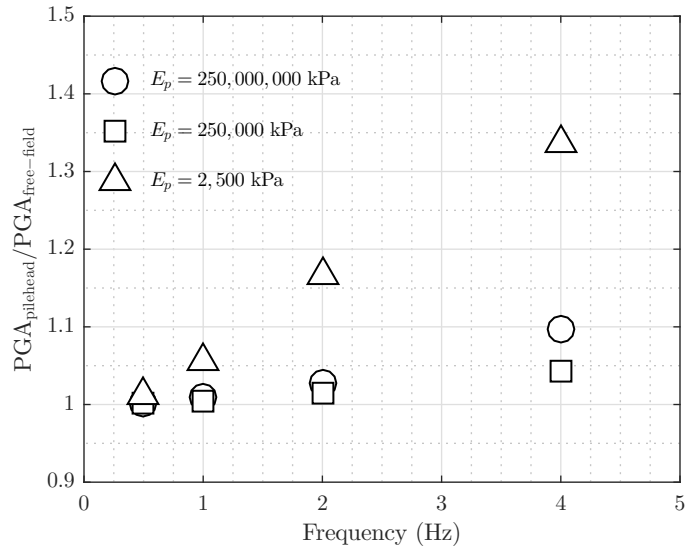 1.5
1.4
1.3
1.2
1.1
1
0.9
PGA_pilehead/PGA_free−field
E_p = 250,000,000 kPa
E_p = 250,000 kPa
E_p = 2,500 kPa
0 1 2 3 4 5
Frequency (Hz)